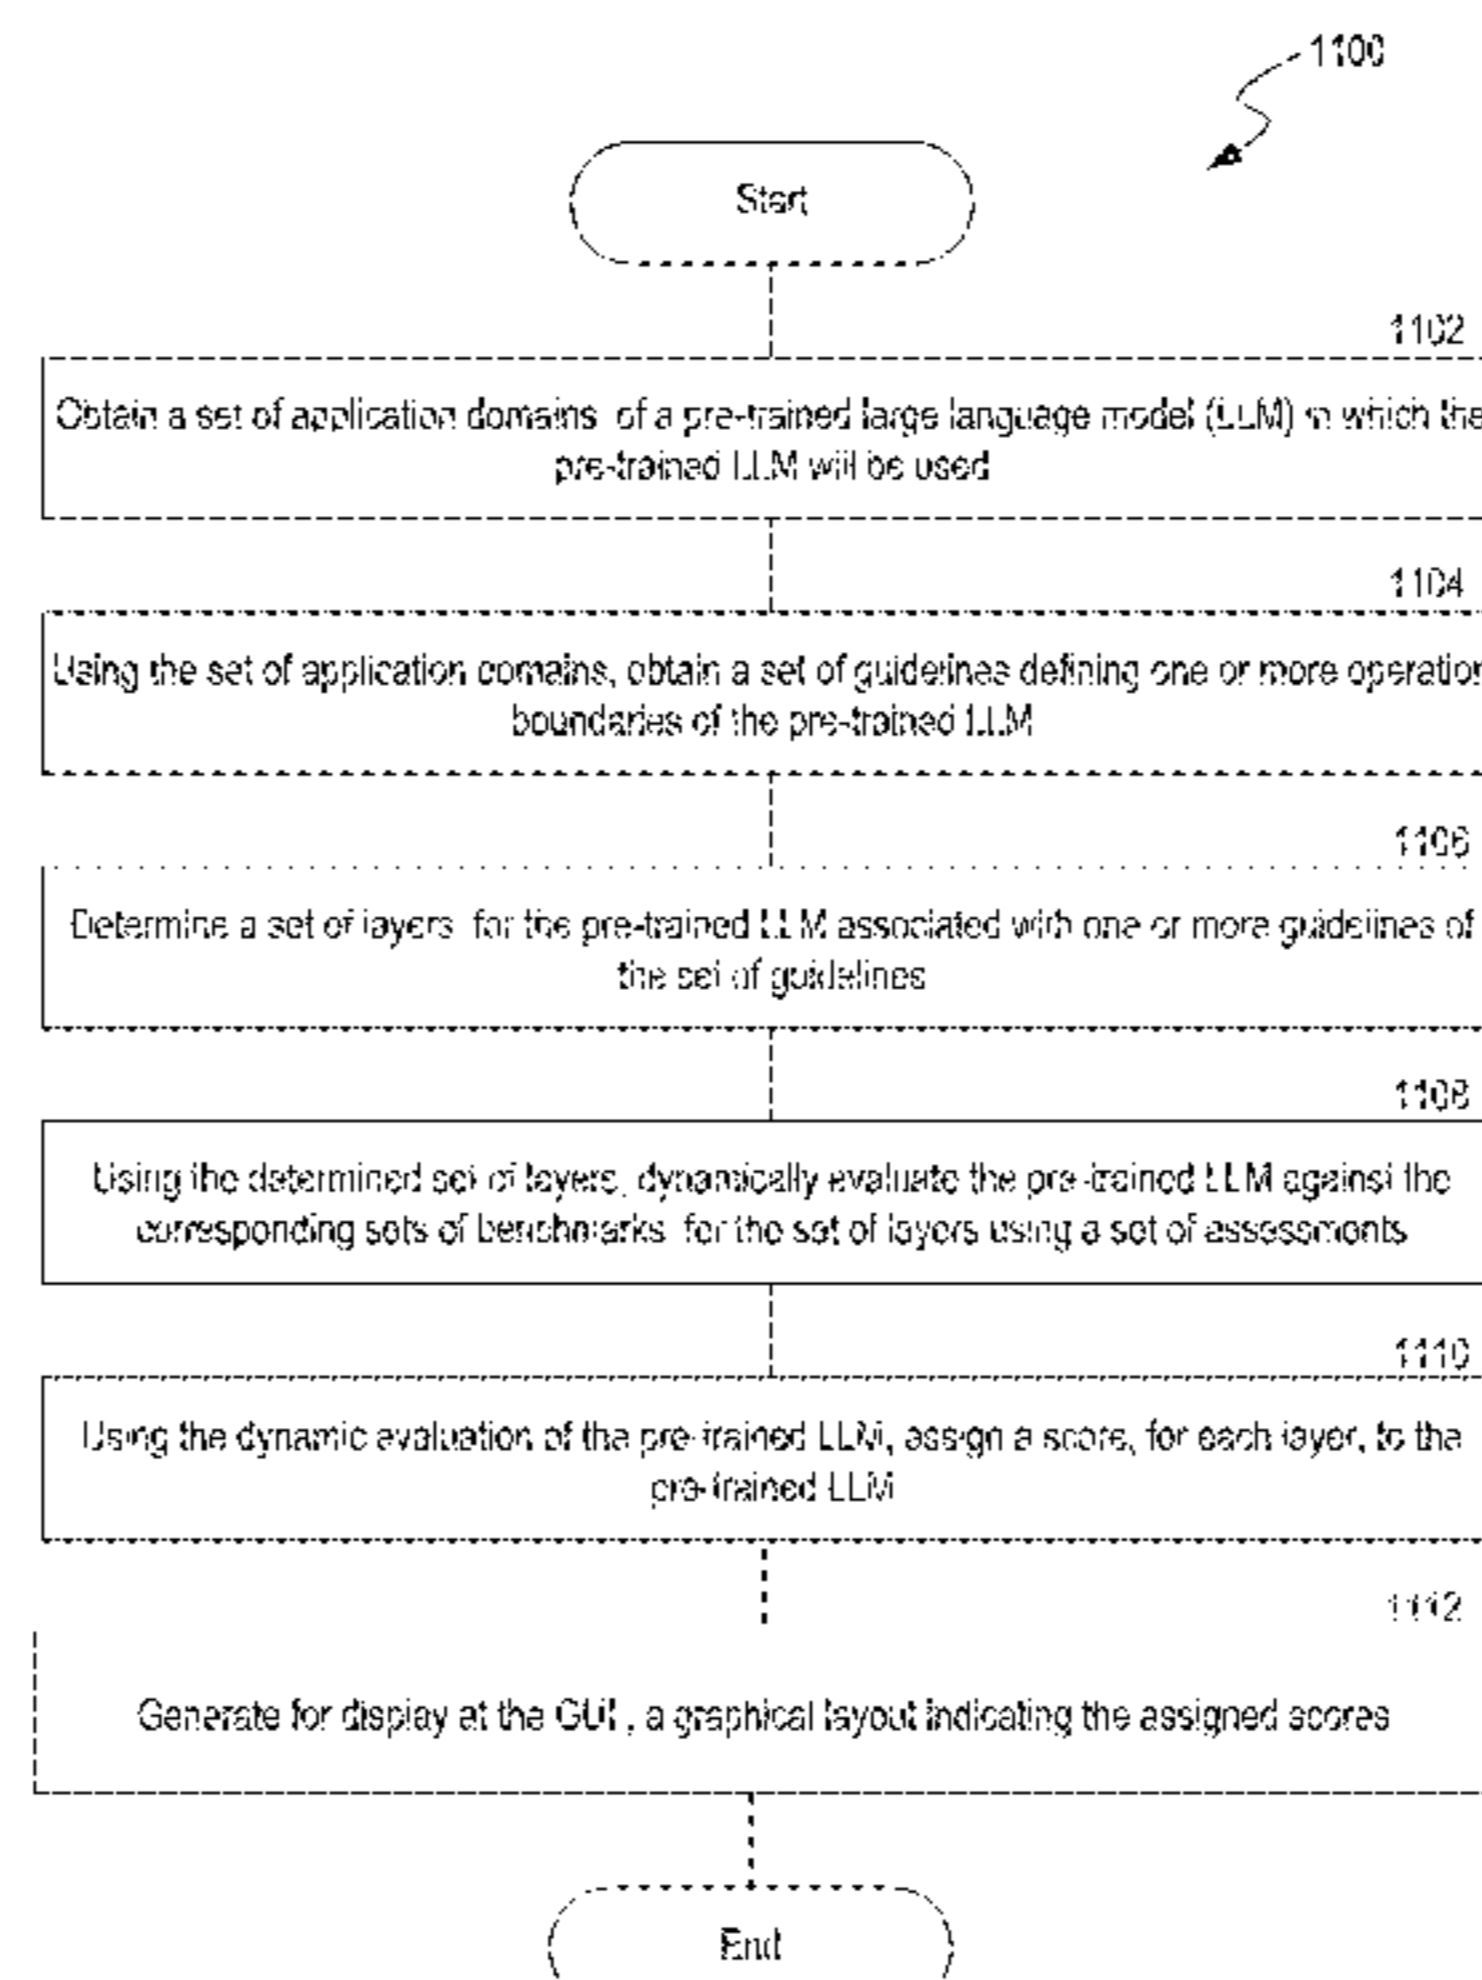 1100
Start
1102
Obtain a set of application domains of a pre-trained large language model (LLM) in which the
pre-trained LLM will be used
1104
Using the set of application domains, obtain a set of guidelines defining one or more operation
boundaries of the pre-trained LLM
1106
Determine a set of layers for the pre-trained LLM associated with one or more guidelines of
the set of guidelines
1108
Using the determined set of layers, dynamically evaluate the pre-trained LLM against the
corresponding sets of benchmarks for the set of layers using a set of assessments
1110
Using the dynamic evaluation of the pre-trained LLM, assign a score, for each layer, to the
pre-trained LLM
1112
Generate for display at the GUI, a graphical layout indicating the assigned scores
End